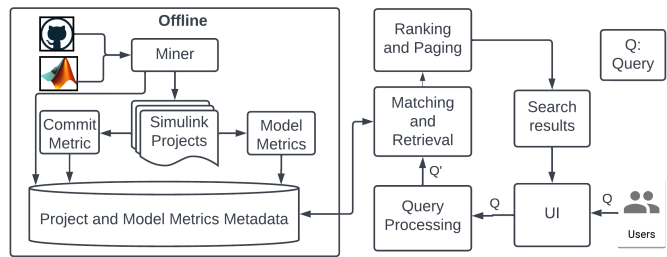 Offline
Miner
Commit
Metric
Simulink
Projects
Model
Metrics
Project and Model Metrics Metadata
Ranking
and Paging
Matching
and
Retrieval
Q'
Query
Processing
Q
Search
results
UI
Q
Users
Q:
Query